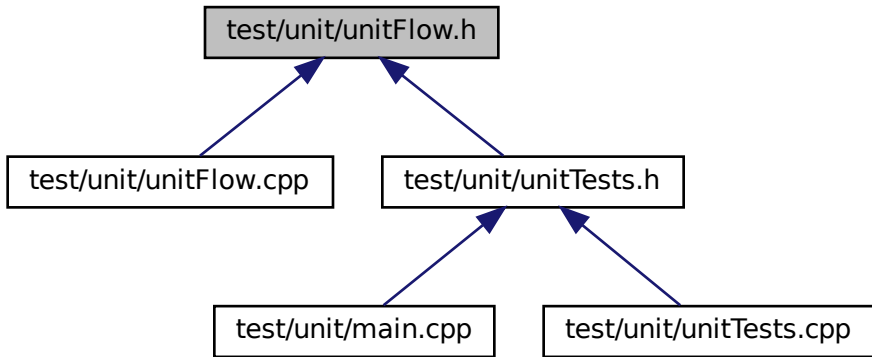 test/unit/unitFlow.h
test/unit/unitFlow.cpp
test/unit/unitTests.h
test/unit/main.cpp
test/unit/unitTests.cpp